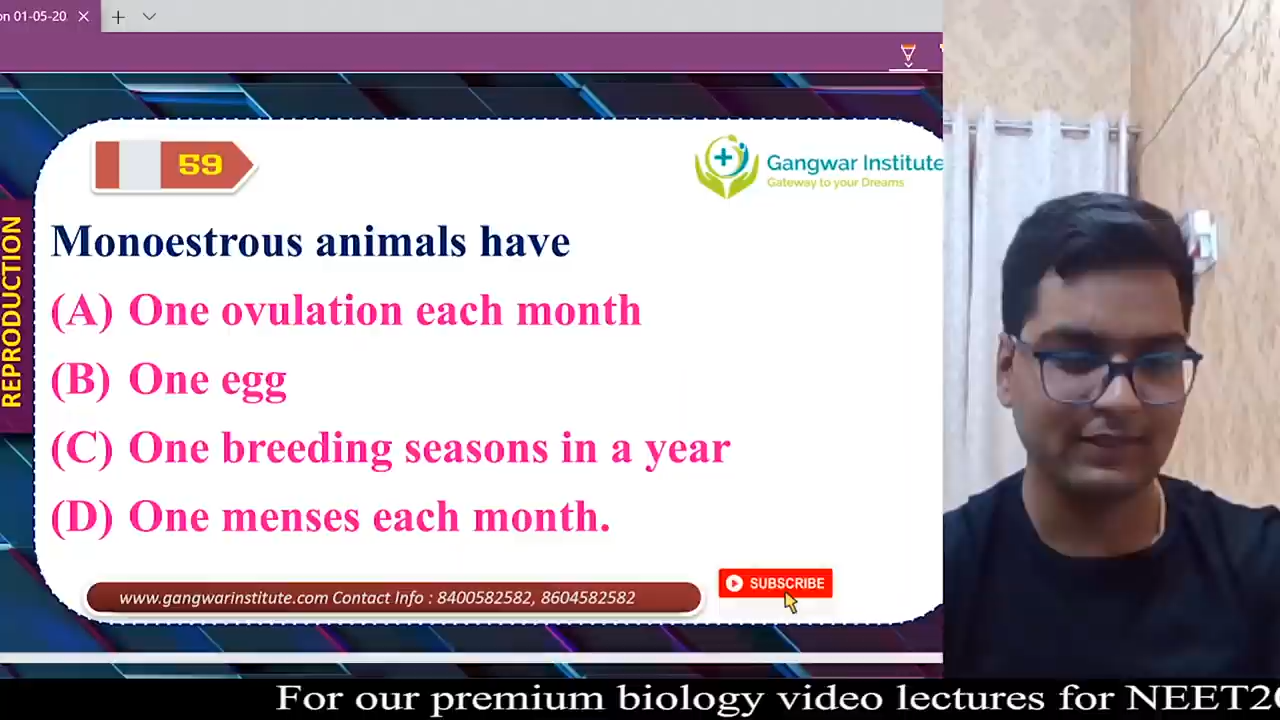 on 01-05-20
59
Gangwar Institute
Gateway to your Dreams
REPRODUCTION
Monoestrous animals have
(A) One ovulation each month
(B) One egg
(C) One breeding seasons in a year
(D) One menses each month.
www.gangwarinstitute.com Contact Info : 8400582582, 8604582582
SUBSCRIBE
For our premium biology video lectures for NEET20